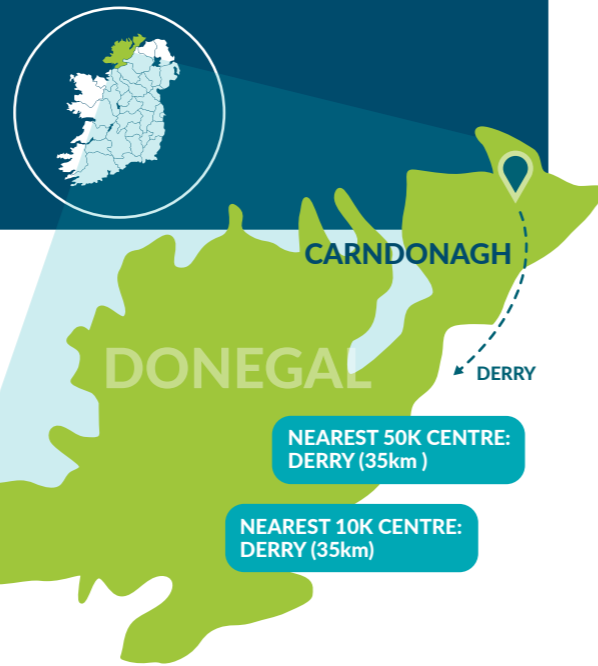 CARNDONAGH
DONEGAL
DERRY
NEAREST 50K CENTRE:
DERRY (35km )
NEAREST 10K CENTRE:
DERRY (35km)